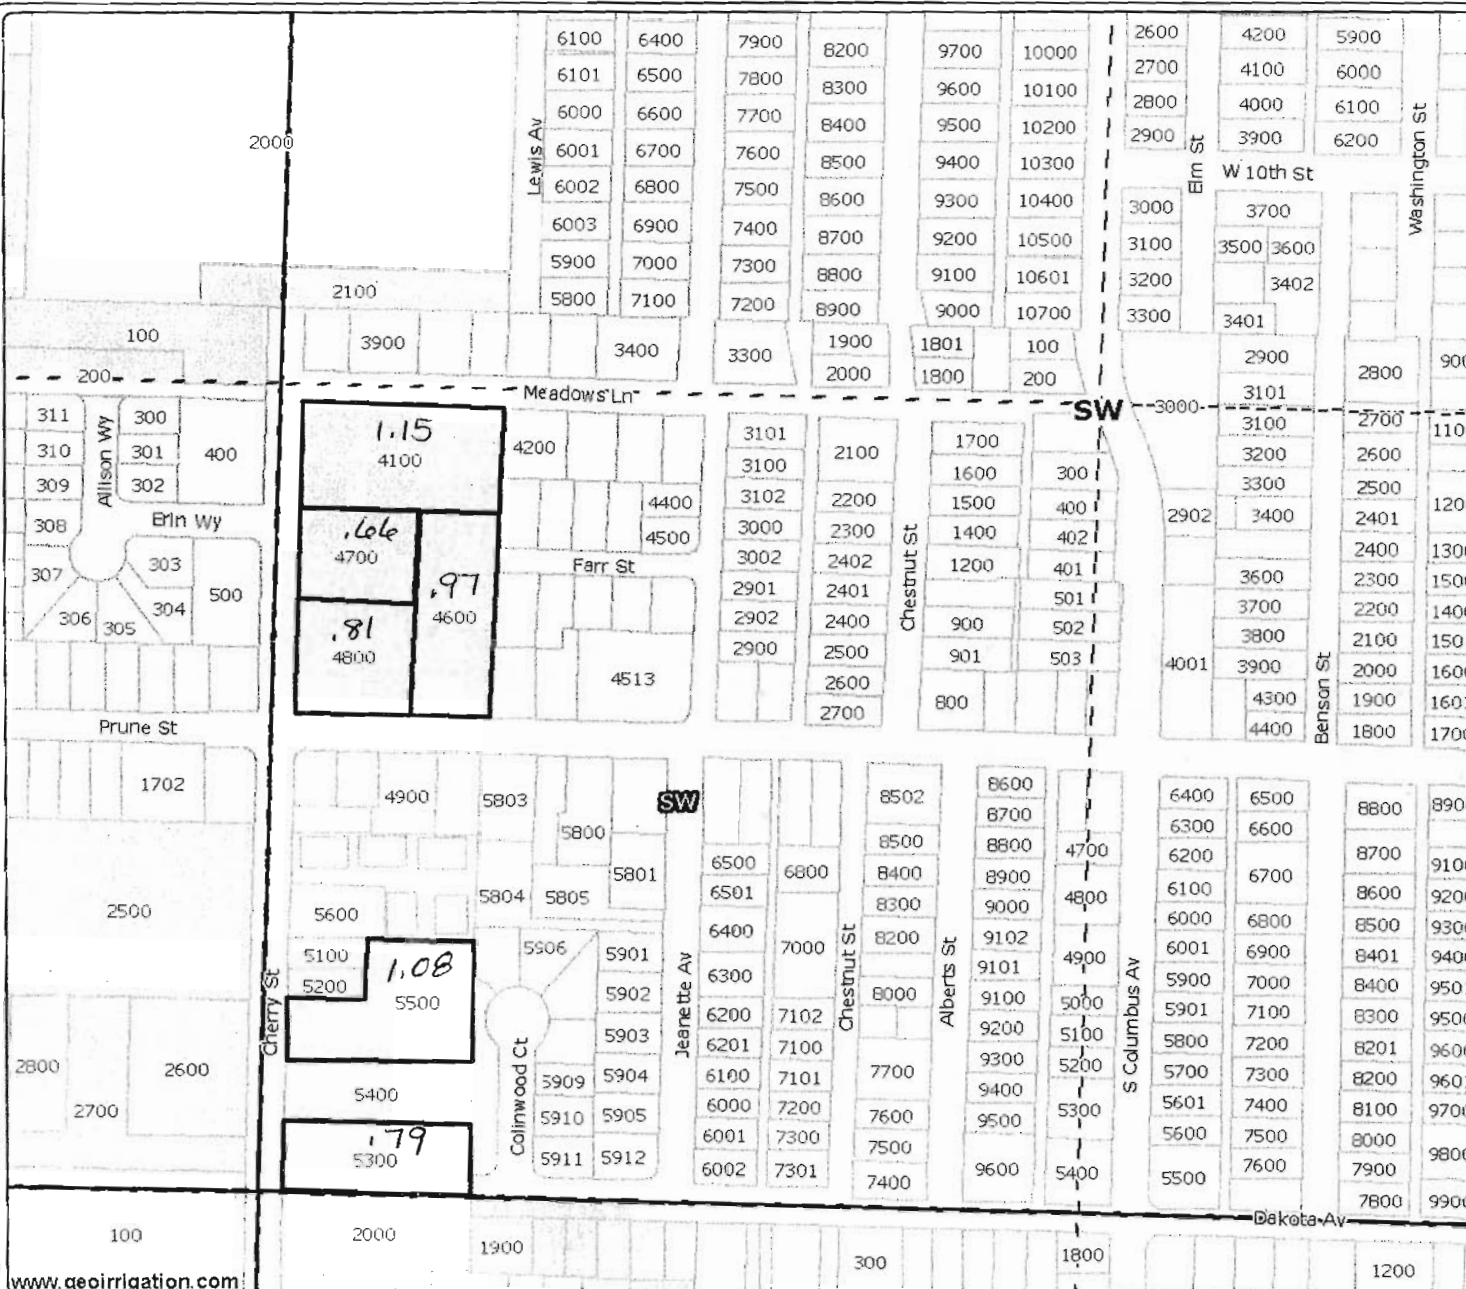 6100 6400 7900 8200 9700 10000 2600 4200 5900
6101 6500 7800 8300 9600 10100 2700 4100 6000
6000 6600 7700 8400 9500 10200 2800 4000 6100
2000 6001 6700 7600 8500 9400 10300 2900 3900 6200
Lewis Av
Elm St
W 10th St
Washington St
6002 6800 7500 8600 9300 10400 3000 3700
6003 6900 7400 8700 9200 10500 3100 3500 3600
5900 7000 7300 8800 9100 10601 3200 3402
2100 5800 7100 7200 8900 9000 10700 3300 3401
100 3900 3400 3300 1900 1801 100 2900
2000 1800 200 3101 2800
200 Meadows Ln SW 3000
311 300 1.15 4200 3101 2100 1700 3100 2700
310 301 400 4100 3100 1600 300 3200 2600
309 302 4400 3102 2200 1500 400 3300 2500
Allison Wy
308 Erin Wy .66 4500 3000 2300 1400 402 2902 3400 2401
4700 Farr St 3002 2402 1200 401 2400
307 303 500 .97 2901 2401 501 3600 2300
Chestnut St
306 305 304 .81 4600 2902 2400 900 502 3700 2200
4800 2900 2500 901 503 3800 2100
4513 2600 4001 3900 2000
2700 800 4300 1900
Prune St 4400 1800
Benson St
1702 4900 5803 SW 8502 8600 6400 6500 8800
5800 8700 6300 6600
5801 6500 6800 8500 8800 4700 6200 8700
2500 5804 5805 6501 8400 8900 4800 6100 6700 8600
5600 8300 9000 6000 6800 8500
5100 1.08 5906 5901 6400 7000 8200 9102 4900 6001 6900 8401
5200 5500 5902 6300 8000 9101 5900 7000 8400
Cherry St
Colinwood Ct
Jeanette Av
Chestnut St
Alberts St
S Columbus Av
5903 6200 7102 9100 5000 5901 7100 8300
6201 7100 9200 5100 5800 7200 8201
2800 2600 5909 5904 6100 7101 7700 9300 5200 5700 7300 8200
2700 5400 5910 5905 6000 7200 7600 9400 5300 5601 7400 8100
.79 6001 7300 7500 9500 5600 7500 8000
5300 5911 5912 6002 7301 7400 9600 5400 5500 7600 7900
7800 9900
Dakota Av
100 2000 1900 300 1800 1200
www.geoirrigation.com